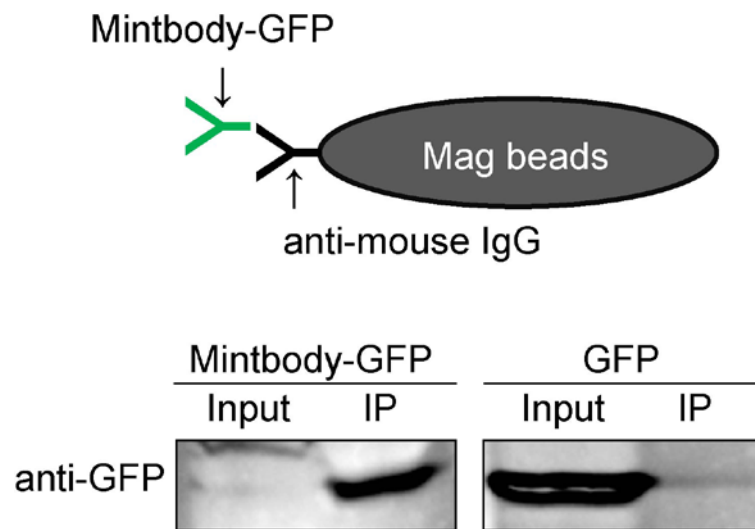 Mintbody-GFP
Mag beads
anti-mouse IgG
Mintbody-GFP GFP
Input IP Input IP
anti-GFP